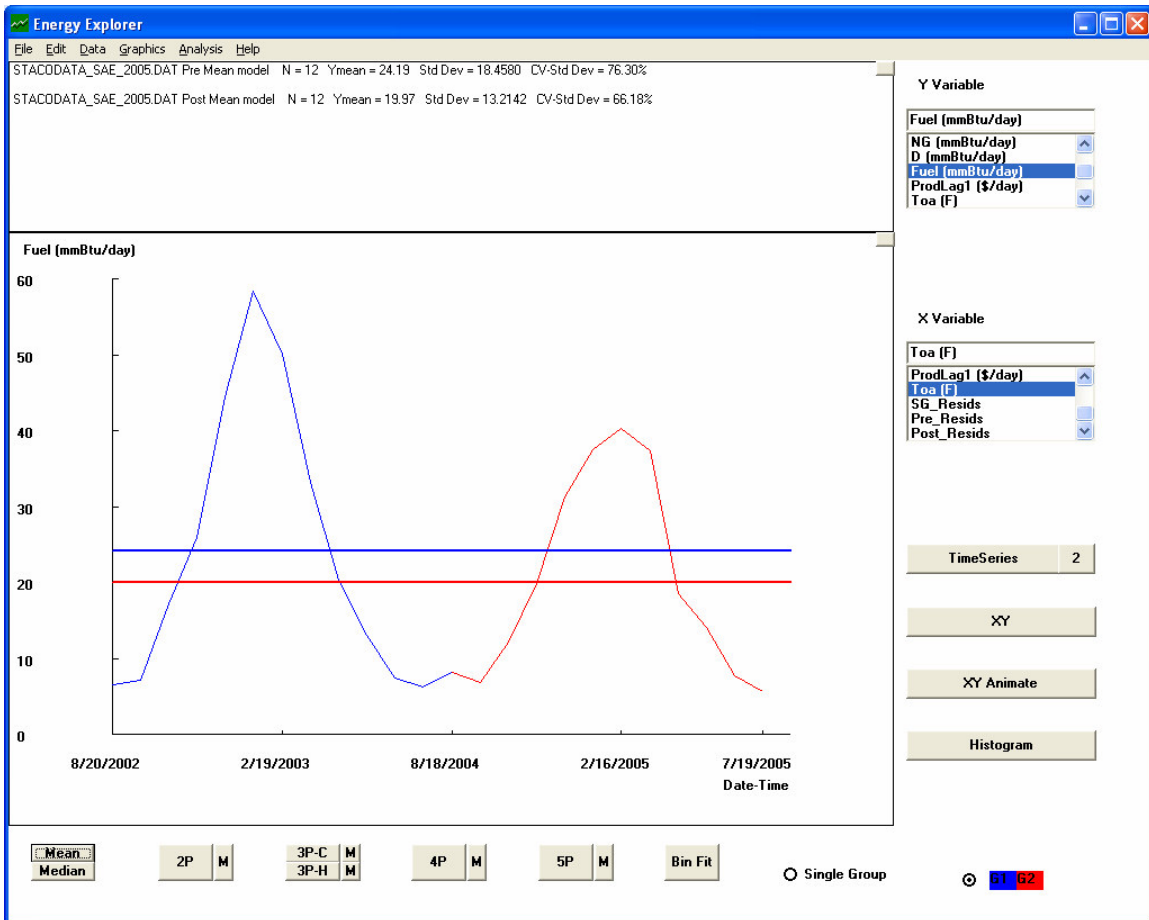 Energy Explorer
File Edit Data Graphics Analysis Help
STACODATA_SAE_2005.DAT Pre Mean model N = 12 Ymean = 24.19 Std Dev = 18.4580 CV-Std Dev = 76.30%
STACODATA_SAE_2005.DAT Post Mean model N = 12 Ymean = 19.97 Std Dev = 13.2142 CV-Std Dev = 66.18%
Y Variable
Fuel (mmBtu/day)
NG (mmBtu/day)
D (mmBtu/day)
Fuel (mmBtu/day)
ProdLag1 ($/day)
Toa (F)
Fuel (mmBtu/day)
60
50
40
30
20
10
0
8/20/2002 2/19/2003 8/18/2004 2/16/2005 7/19/2005
Date-Time
X Variable
Toa (F)
ProdLag1 ($/day)
Toa (F)
SG_Resids
Pre_Resids
Post_Resids
TimeSeries 2
XY
XY Animate
Histogram
Mean
Median
2P M
3P-C M
3P-H M
4P M
5P M
Bin Fit
Single Group
G1 G2